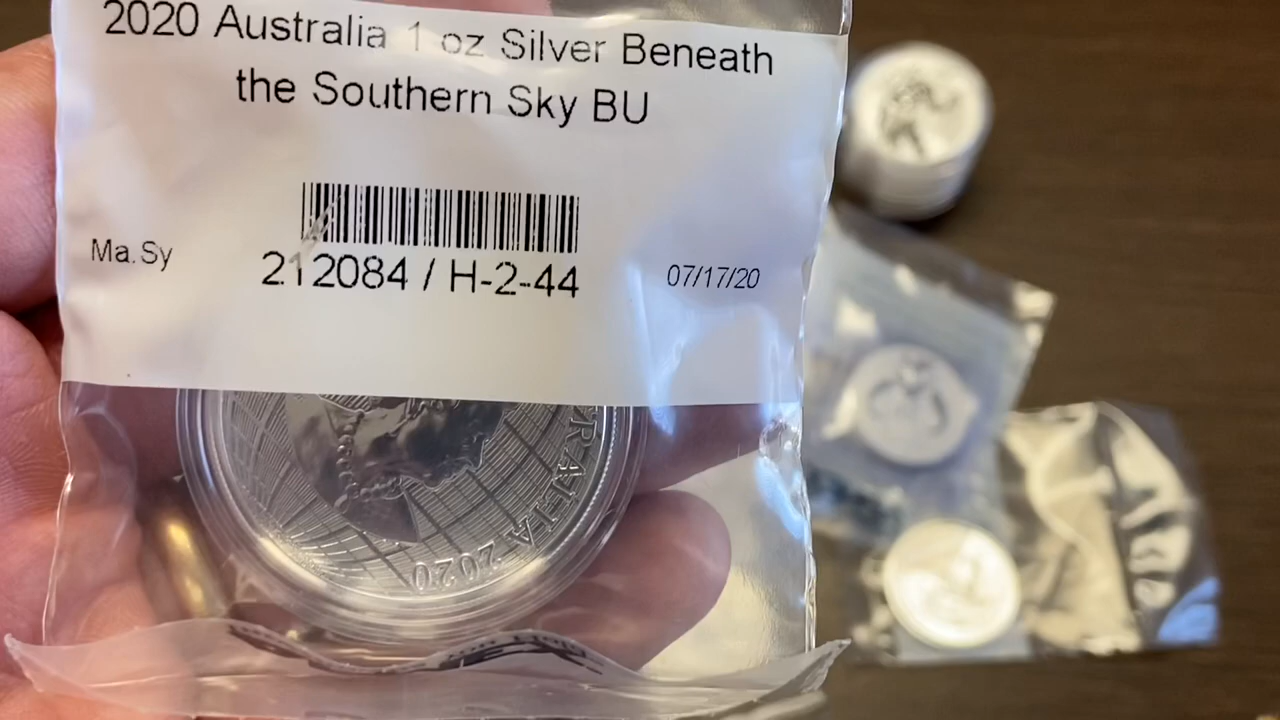 2020 Australia 1 oz Silver Beneath
the Southern Sky BU
Ma.Sy
212084 / H-2-44
07/17/20
TRALIA 2020